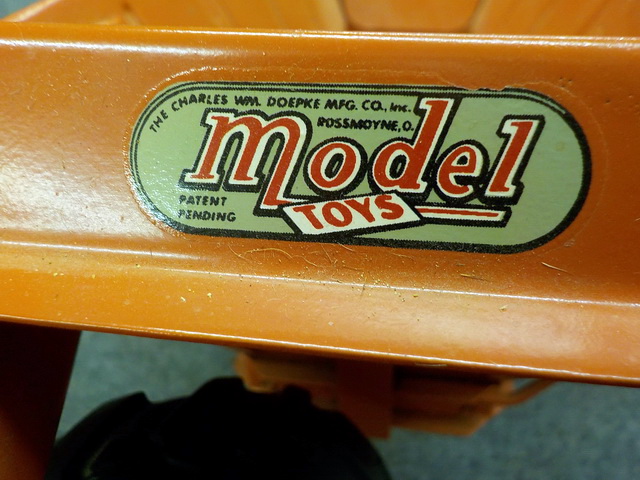 THE CHARLES WM. DOEPKE MFG. CO., INC.
ROSSMOYNE, O.
Model
TOYS
PATENT
PENDING